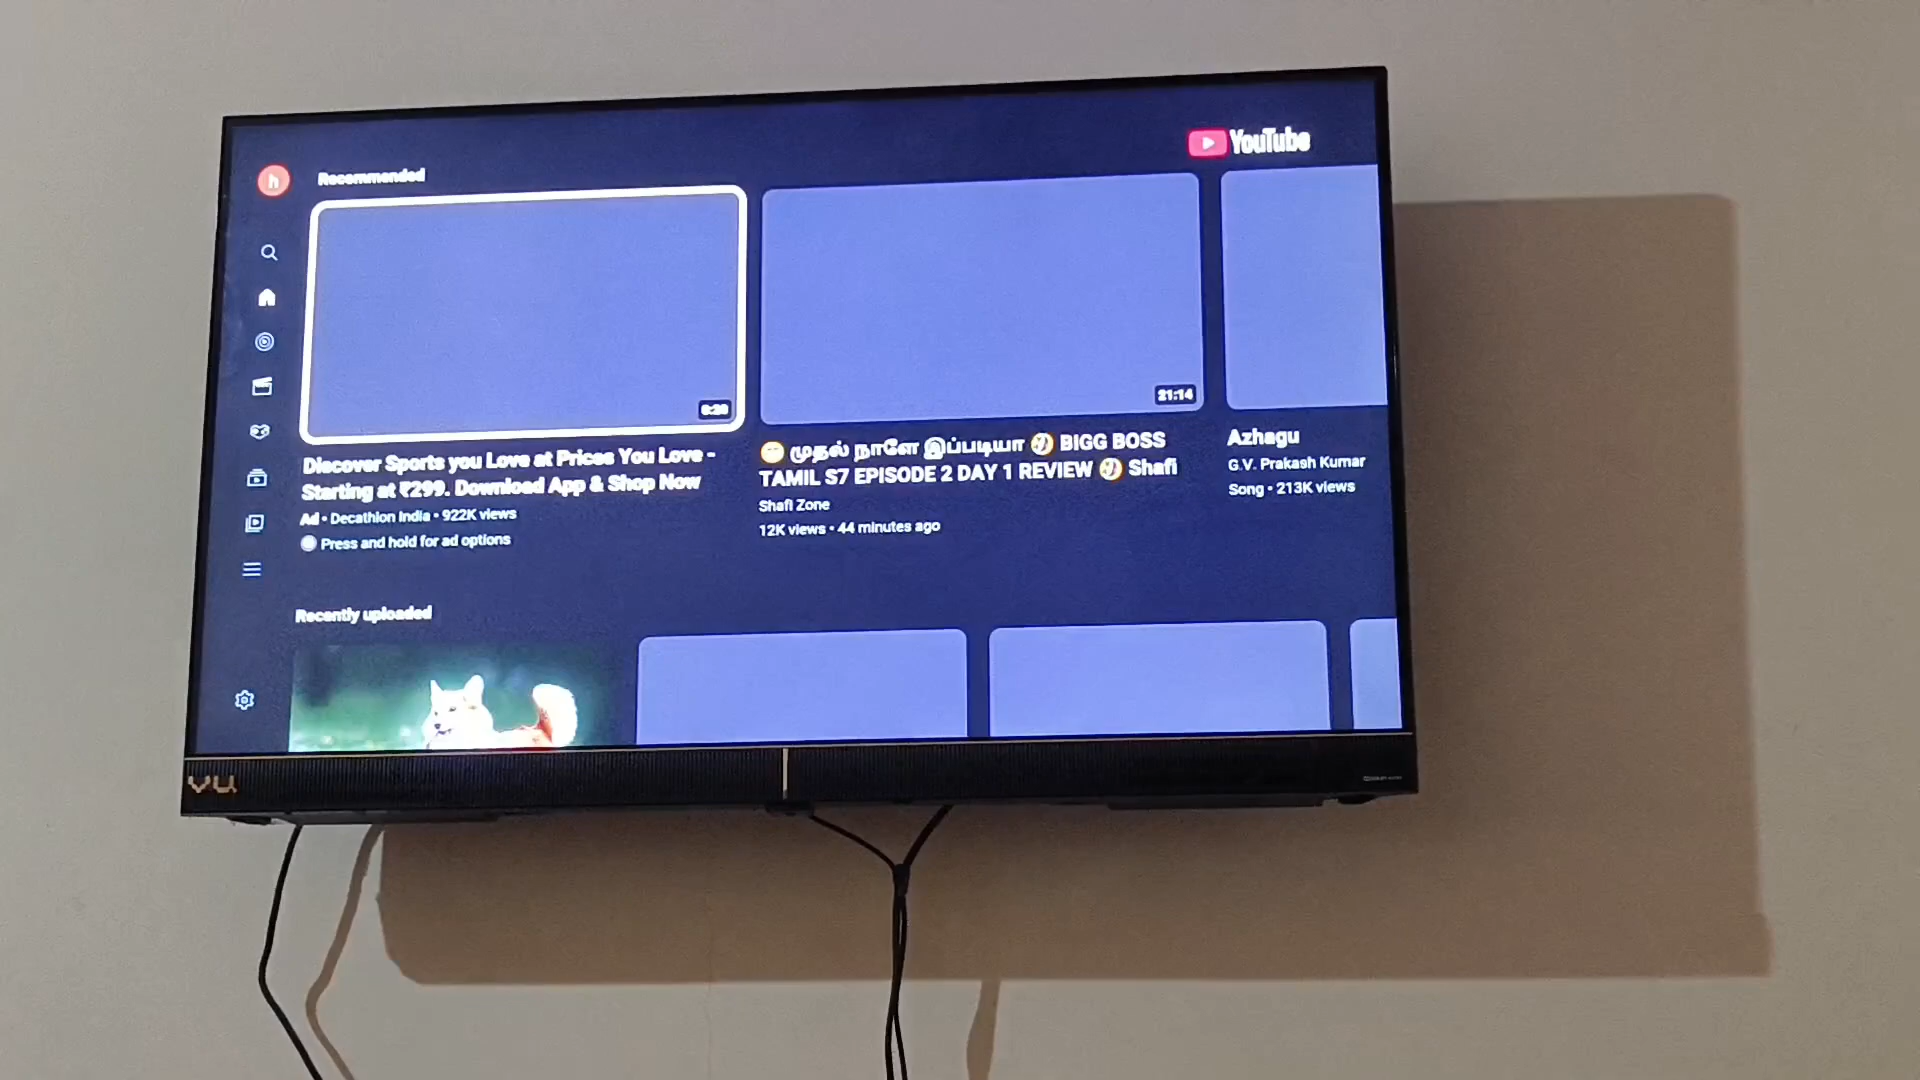 YouTube
h
Recommended
21:14
Discover Sports you Love at Prices You Love -
Starting at ₹299. Download App & Shop Now
Ad • Decathlon India • 922K views
Press and hold for ad options
😁 முதல் நாளே இப்படியா 🤣 BIGG BOSS
TAMIL S7 EPISODE 2 DAY 1 REVIEW 🤣 Shafi
Shafi Zone
12K views • 44 minutes ago
Azhagu
G.V. Prakash Kumar
Song • 213K views
Recently uploaded
vu